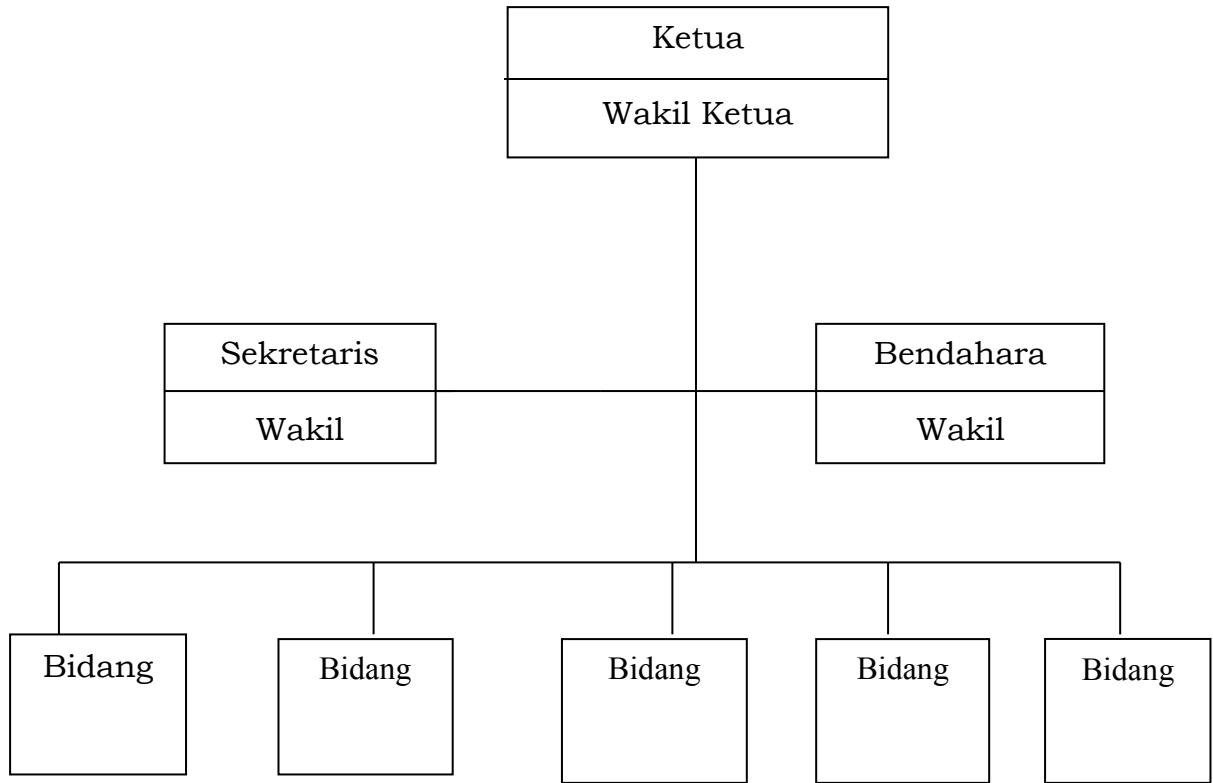 Ketua
Wakil Ketua
Sekretaris
Bendahara
Wakil
Wakil
Bidang
Bidang
Bidang
Bidang
Bidang